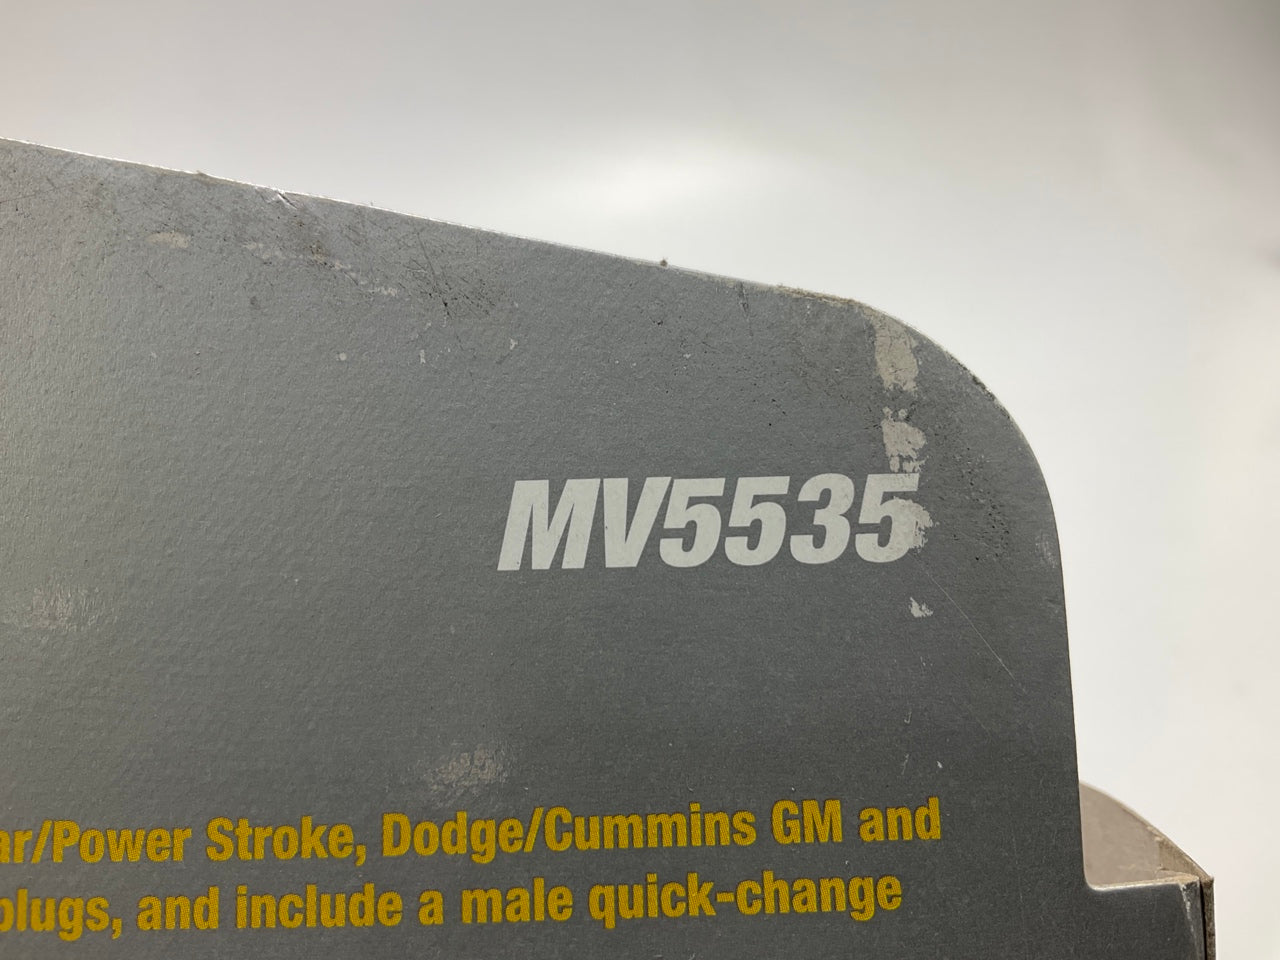 MV5535
ar/Power Stroke, Dodge/Cummins GM and
plugs, and include a male quick-change